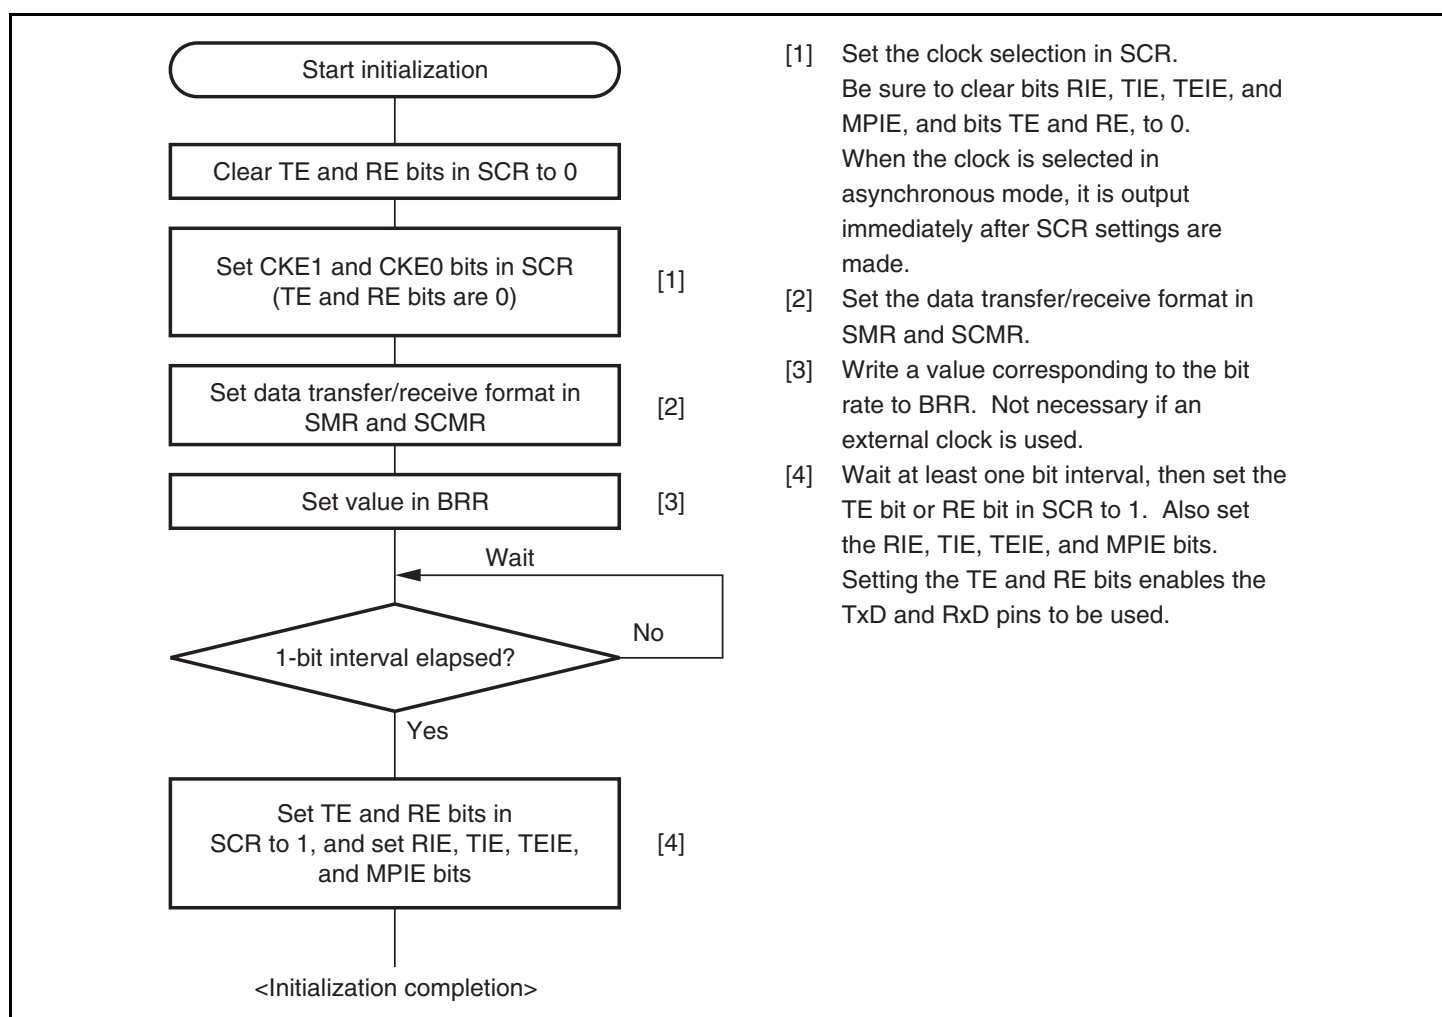 Start initialization
Clear TE and RE bits in SCR to 0
Set CKE1 and CKE0 bits in SCR
(TE and RE bits are 0)
[1]
Set data transfer/receive format in
SMR and SCMR
[2]
Set value in BRR
[3]
Wait
No
1-bit interval elapsed?
Yes
Set TE and RE bits in
SCR to 1, and set RIE, TIE, TEIE,
and MPIE bits
[4]
<Initialization completion>
[1] Set the clock selection in SCR.
Be sure to clear bits RIE, TIE, TEIE, and
MPIE, and bits TE and RE, to 0.
When the clock is selected in
asynchronous mode, it is output
immediately after SCR settings are
made.
[2] Set the data transfer/receive format in
SMR and SCMR.
[3] Write a value corresponding to the bit
rate to BRR. Not necessary if an
external clock is used.
[4] Wait at least one bit interval, then set the
TE bit or RE bit in SCR to 1. Also set
the RIE, TIE, TEIE, and MPIE bits.
Setting the TE and RE bits enables the
TxD and RxD pins to be used.